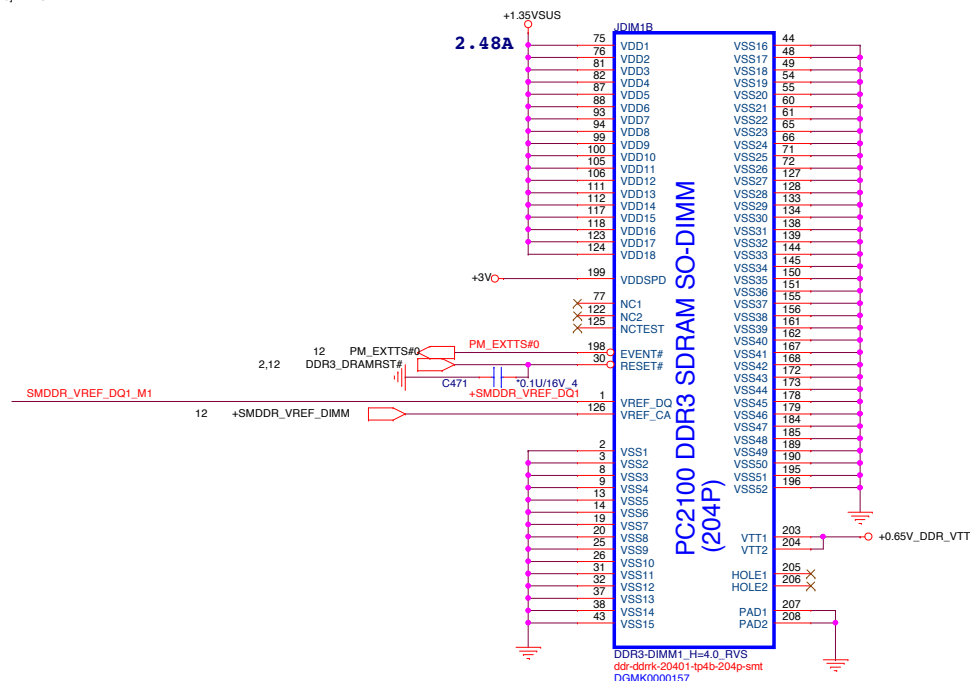 +1.35VSUS
2.48A
JDIM1B
75 VDD1 VSS16 44
76 VDD2 VSS17 48
81 VDD3 VSS18 49
82 VDD4 VSS19 54
87 VDD5 VSS20 55
88 VDD6 VSS21 60
93 VDD7 VSS22 61
94 VDD8 VSS23 65
99 VDD9 VSS24 66
100 VDD10 VSS25 71
105 VDD11 VSS26 72
106 VDD12 VSS27 127
111 VDD13 VSS28 128
112 VDD14 VSS29 133
117 VDD15 VSS30 134
118 VDD16 VSS31 138
123 VDD17 VSS32 139
124 VDD18 VSS33 144
VSS34 145
+3V 199 VDDSPD VSS35 150
VSS36 151
77 NC1 VSS37 155
122 NC2 VSS38 156
125 NCTEST VSS39 161
VSS40 162
12 PM_EXTTS#0 PM_EXTTS#0 198 EVENT# VSS41 167
2,12 DDR3_DRAMRST# 30 RESET# VSS42 168
VSS43 172
C471 *0.1U/16V_4 VSS44 173
SMDDR_VREF_DQ1_M1 +SMDDR_VREF_DQ1 1 VREF_DQ VSS45 178
12 +SMDDR_VREF_DIMM 126 VREF_CA VSS46 179
VSS47 184
VSS48 185
2 VSS1 VSS49 189
3 VSS2 VSS50 190
8 VSS3 VSS51 195
9 VSS4 VSS52 196
13 VSS5
14 VSS6
19 VSS7
20 VSS8 VTT1 203 +0.65V_DDR_VTT
25 VSS9 VTT2 204
26 VSS10
31 VSS11 HOLE1 205
32 VSS12 HOLE2 206
37 VSS13
38 VSS14 PAD1 207
43 VSS15 PAD2 208
PC2100 DDR3 SDRAM SO-DIMM
(204P)
DDR3-DIMM1_H=4.0_RVS
ddr-ddrrk-20401-tp4b-204p-smt
DGMK0000157